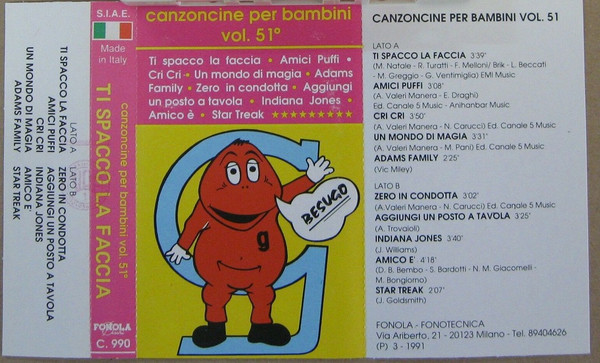 S.I.A.E.
Made
in Italy
canzoncine per bambini vol. 51°
TI SPACCO LA FACCIA
LATO A
TI SPACCO LA FACCIA
AMICI PUFFI
CRI CRI
UN MONDO DI MAGIA
ADAMS FAMILY
LATO B
ZERO IN CONDOTTA
AGGIUNGI UN POSTO A TAVOLA
INDIANA JONES
AMICO E'
STAR TREAK
FONOLA
C. 990
canzoncine per bambini
vol. 51°
Ti spacco la faccia • Amici Puffi •
Cri Cri • Un mondo di magia • Adams
Family • Zero in condotta • Aggiungi
un posto a tavola • Indiana Jones •
Amico è • Star Treak ★★★★★★★★★
BESUGO
g
CANZONCINE PER BAMBINI VOL. 51
LATO A
TI SPACCO LA FACCIA 3'39"
(M. Natale - R. Turatti - F. Melloni/ Brik - L. Beccati
- M. Greggio - G. Ventimiglia) EMI Music
AMICI PUFFI 3'08"
(A. Valeri Manera - E. Draghi)
Ed. Canale 5 Music - Anihanbar Music
CRI CRI 3'50"
(A. Valeri Manera - N. Carucci) Ed. Canale 5 Music
UN MONDO DI MAGIA 3'31"
(A. Valeri Manera - M. Pani) Ed. Canale 5 Music
ADAMS FAMILY 2'25"
(Vic Miley)
LATO B
ZERO IN CONDOTTA 3'02"
(A.Valeri Manera - N. Carucci) Ed. Canale 5 Music
AGGIUNGI UN POSTO A TAVOLA 3'25"
(A. Trovaioli)
INDIANA JONES 3'40"
(J. Williams)
AMICO E' 4'18"
(D. B. Bembo - S. Bardotti - N. M. Giacomelli -
M. Bongiorno)
STAR TREAK 2'07"
(J. Goldsmith)
FONOLA - FONOTECNICA
Via Ariberto, 21 - 20123 Milano - Tel. 89404626
(P) 3 - 1991